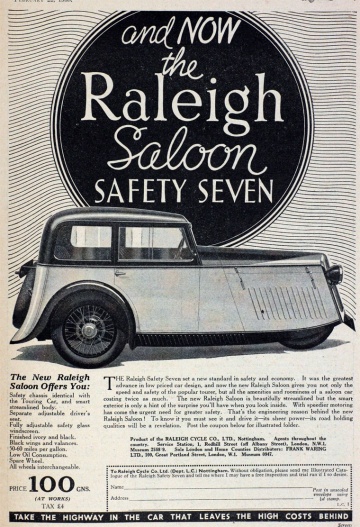 and NOW
the
Raleigh
Saloon
SAFETY SEVEN
The New Raleigh
Saloon Offers You:
Safety chassis identical
with the Touring Car, and smart
streamlined body.
Separate adjustable driver's
seat.
Fully adjustable safety glass
windscreen.
Finished ivory and black.
Black wings and valances.
50-60 miles per gallon.
Low Oil Consumption.
Spare Wheel.
All wheels interchangeable.
PRICE 100 GNS.
(AT WORKS)
TAX £4
THE Raleigh Safety Seven set a new standard in safety and economy. It was the greatest
advance in low priced car design, and now the new Raleigh Saloon gives you not only the
speed and safety of the popular tourer, but all the amenities and roominess of a saloon car
costing twice as much. The new Raleigh Saloon is beautifully streamlined but the smart
exterior is only a hint of the surprise you'll have when you look inside. With speedier motoring
has come the urgent need for greater safety. That's the engineering reason behind the new
Raleigh Saloon! To know it you must see it and drive it—its sheer power—its road holding
qualities will be a revelation. Post the coupon below for illustrated folder.
Product of the RALEIGH CYCLE CO., LTD., Nottingham. Agents throughout the
country. Service Station, 1, Redhill Street (off Albany Street), London, N.W.1.
Sole London and Home Counties Distributors: FRANK WARING
LTD., 100, Great Portland Street, London, W.1.
To Raleigh Cycle Co. Ltd. (Dept. L.C.) Nottingham. Without obligation, please send me Illustrated Cata-
logue of the Raleigh Safety Seven and tell me where I may have a free inspection and trial run in one.
Name
Address
Post in unsealed
envelope using
½d stamp.
TAKE THE HIGHWAY IN THE CAR THAT LEAVES THE HIGH COSTS BEHIND